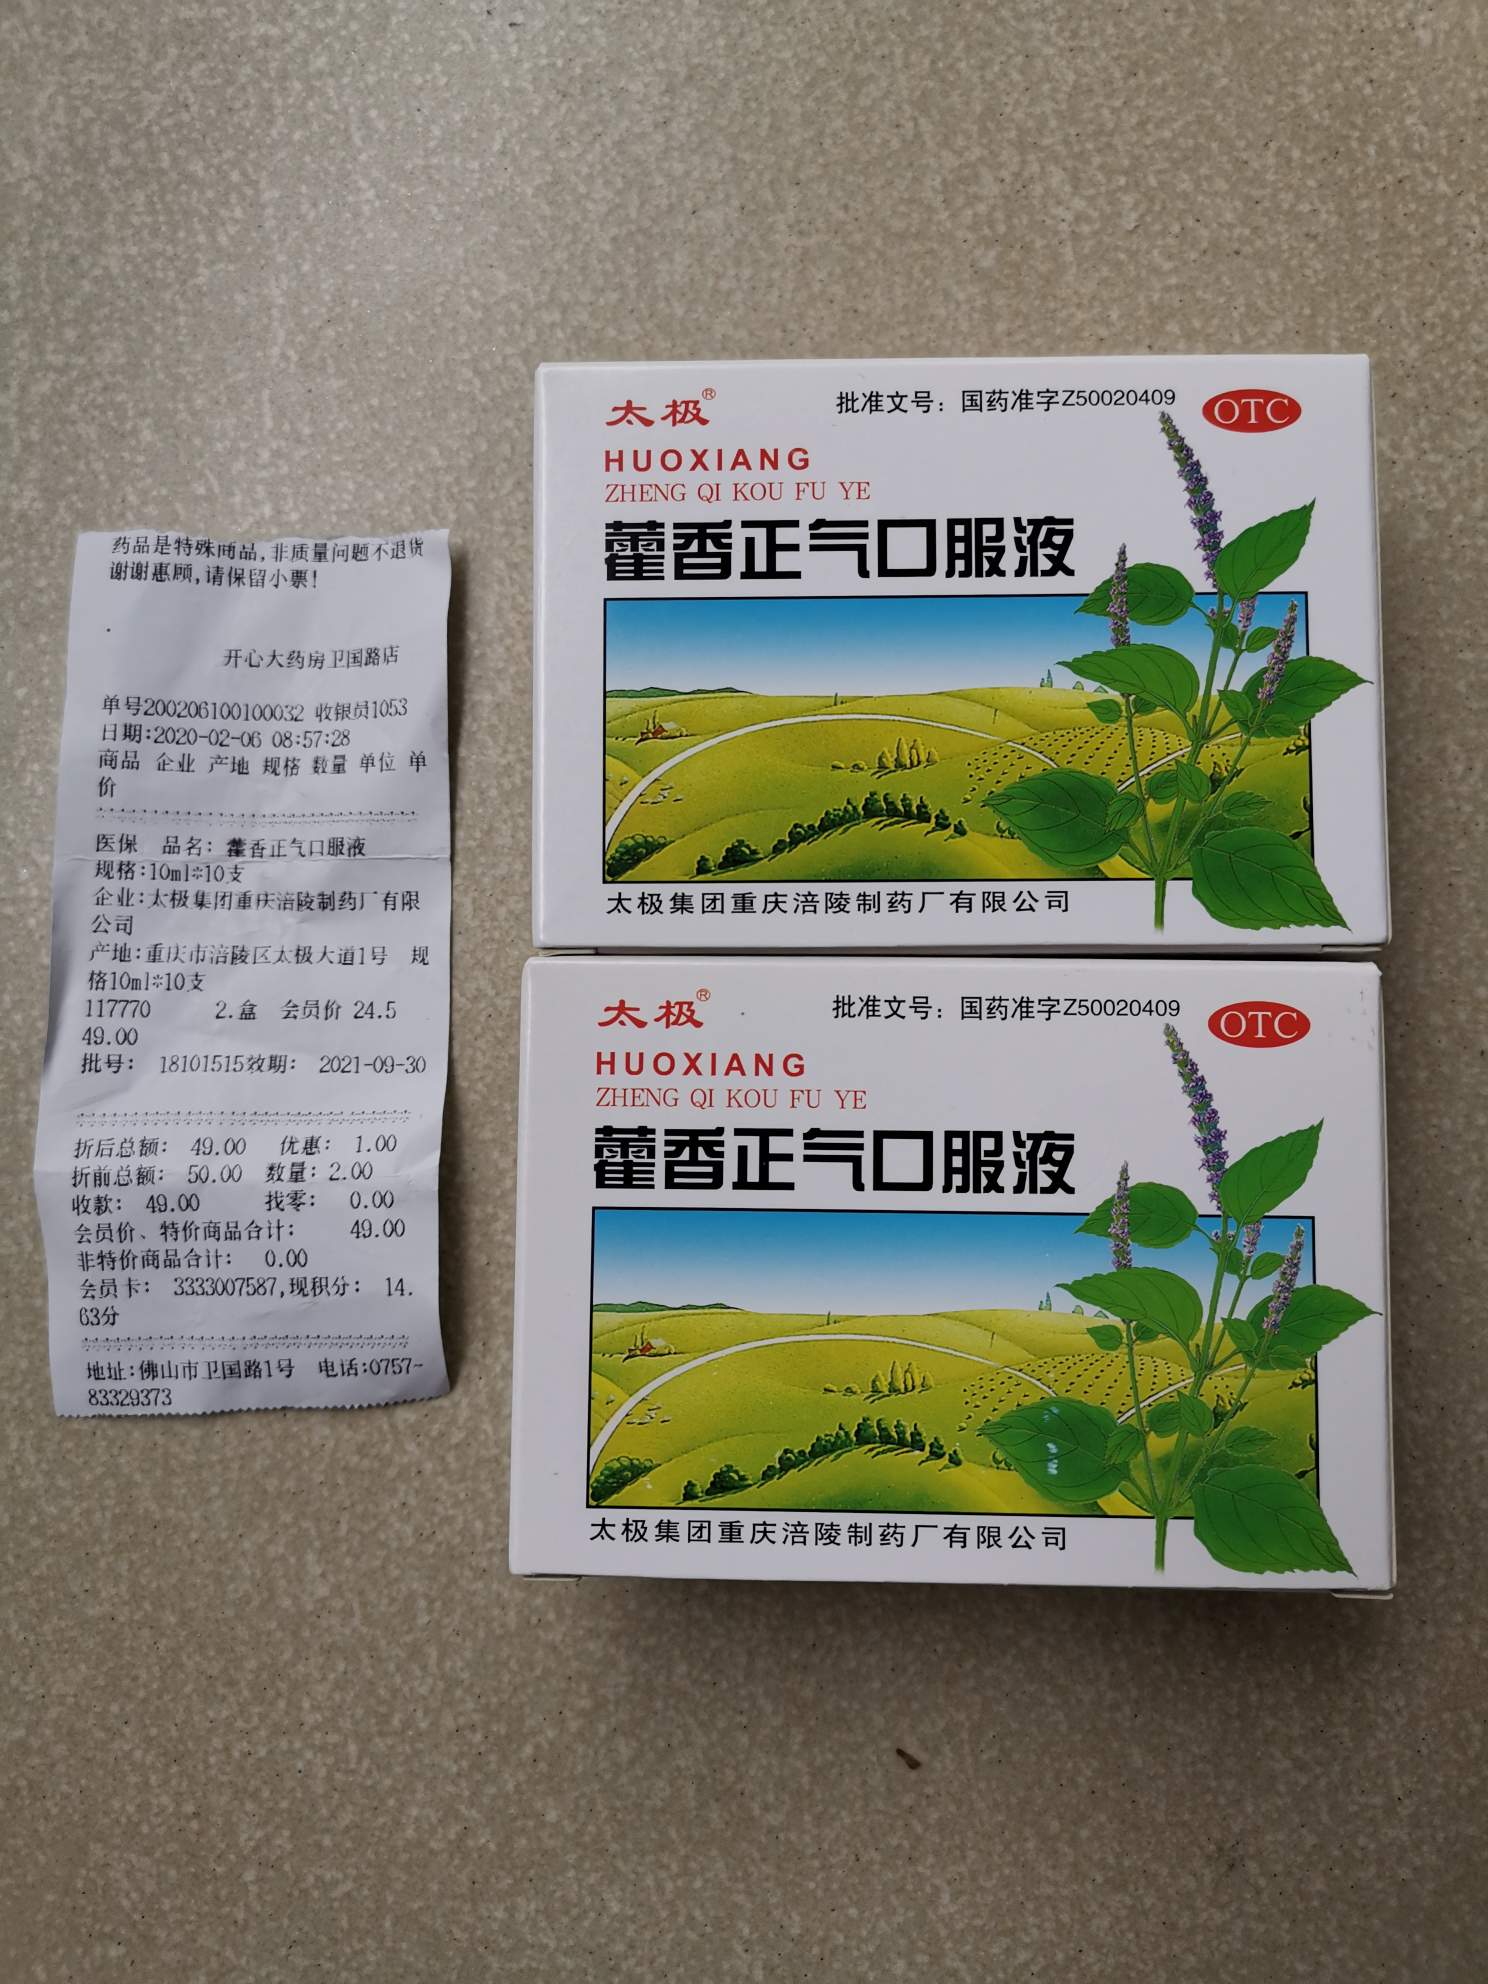 药品是特殊商品,非质量问题不退货
谢谢惠顾,请保留小票!
开心大药房卫国路店
单号200206100100032 收银员1053
日期:2020-02-06 08:57:28
商品 企业 产地 规格 数量 单位 单
价
医保 品名: 藿香正气口服液
规格:10ml*10支
企业:太极集团重庆涪陵制药厂有限
公司
产地:重庆市涪陵区太极大道1号 规
格10ml*10支
117770 2.盒 会员价 24.5
49.00
批号: 18101515效期: 2021-09-30
折后总额: 49.00 优惠: 1.00
折前总额: 50.00 数量: 2.00
收款: 49.00 找零: 0.00
会员价、特价商品合计: 49.00
非特价商品合计: 0.00
会员卡: 3333007587,现积分: 14.
63分
地址:佛山市卫国路1号 电话:0757-
83329373
太极®
批准文号:国药准字Z50020409
OTC
HUOXIANG
ZHENG QI KOU FU YE
藿香正气口服液
太极集团重庆涪陵制药厂有限公司
太极®
批准文号:国药准字Z50020409
OTC
HUOXIANG
ZHENG QI KOU FU YE
藿香正气口服液
太极集团重庆涪陵制药厂有限公司